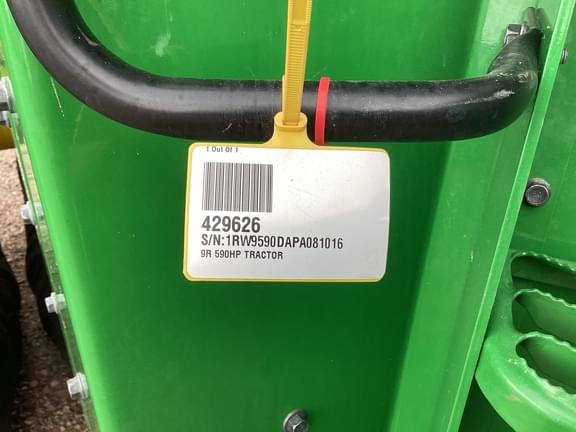 1 Out Of 1
429626
S/N:1RW9590DAPA081016
9R 590HP TRACTOR